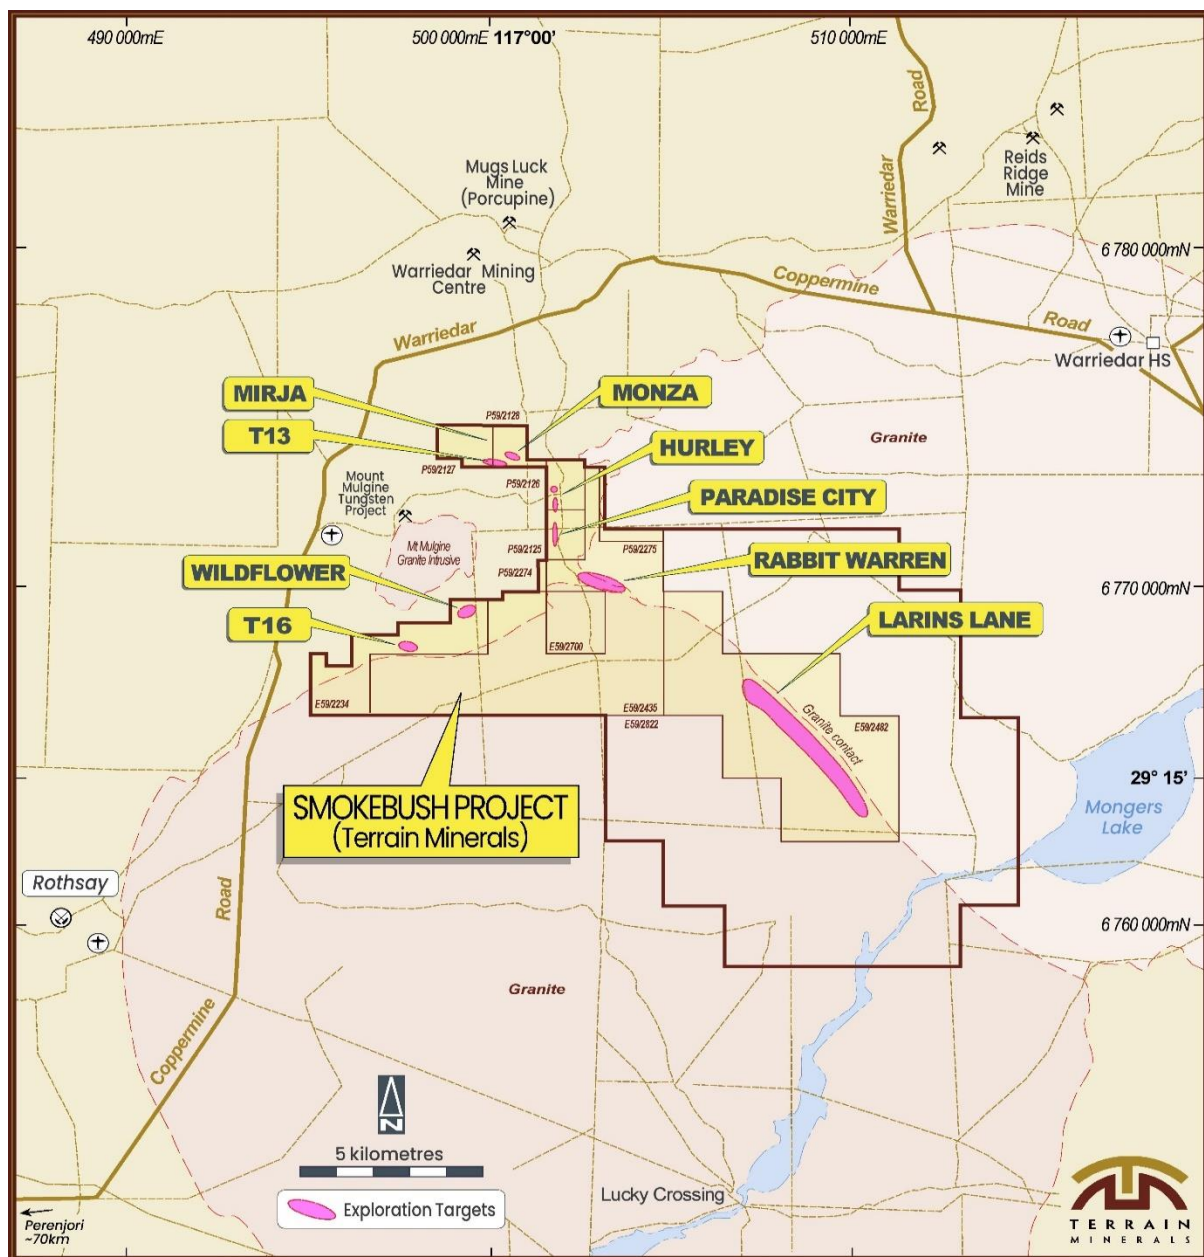 490 000mE
500 000mE 117°00'
510 000mE
Road
Warriedar
Mugs Luck
Mine
(Porcupine)
Reids
Ridge
Mine
6 780 000mN
Warriedar Mining
Centre
Coppermine
Road
Warriedar
Warriedar HS
MIRJA
MONZA
P59/2128
T13
HURLEY
Granite
P59/2127
P59/2126
Mount
Mulgine
Tungsten
Project
PARADISE CITY
Mt Mulgine
Granite Intrusive
P59/2125
P59/2275
WILDFLOWER
P59/2274
RABBIT WARREN
6 770 000mN
T16
LARINS LANE
E59/2700
E59/2234
E59/2435
E59/2822
Granite contact
E59/2482
SMOKEBUSH PROJECT
(Terrain Minerals)
29° 15'
Mongers
Lake
Rothsay
Road
6 760 000mN
Granite
Coppermine
N
5 kilometres
Exploration Targets
Lucky Crossing
Perenjori
~70km
TERRAIN
MINERALS